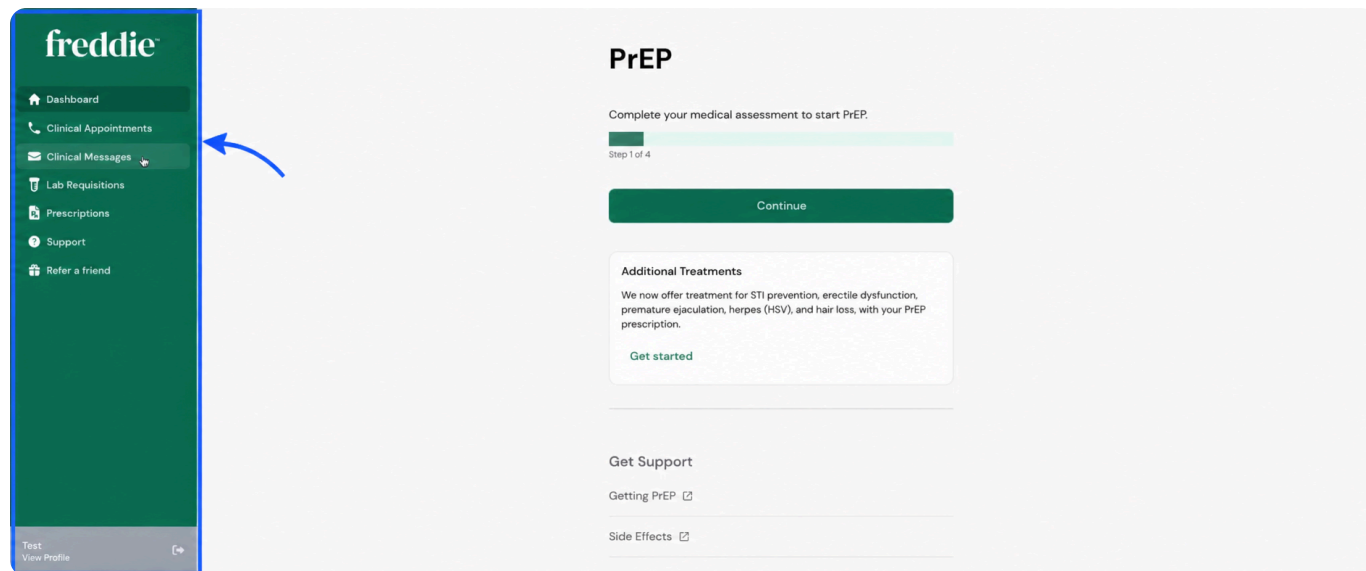 freddie™
Dashboard
Clinical Appointments
Clinical Messages
Lab Requisitions
Prescriptions
Support
Refer a friend
Test
View Profile
PrEP
Complete your medical assessment to start PrEP.
Step 1 of 4
Continue
Additional Treatments
We now offer treatment for STI prevention, erectile dysfunction,
premature ejaculation, herpes (HSV), and hair loss, with your PrEP
prescription.
Get started
Get Support
Getting PrEP
Side Effects